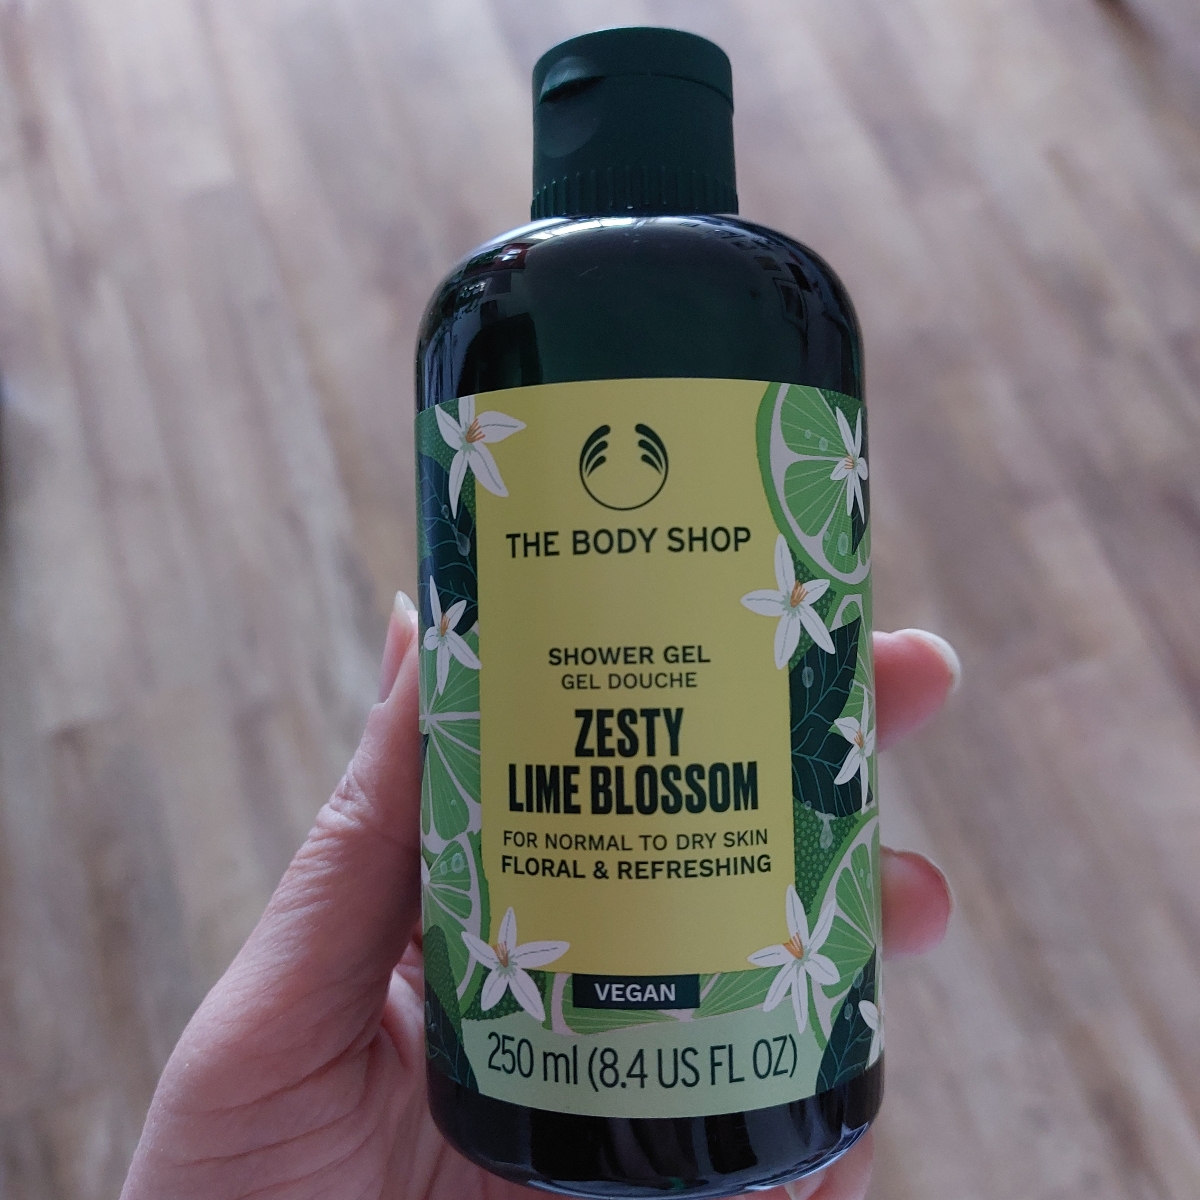 THE BODY SHOP
SHOWER GEL
GEL DOUCHE
ZESTY
LIME BLOSSOM
FOR NORMAL TO DRY SKIN
FLORAL & REFRESHING
VEGAN
250 ml (8.4 US FL OZ)